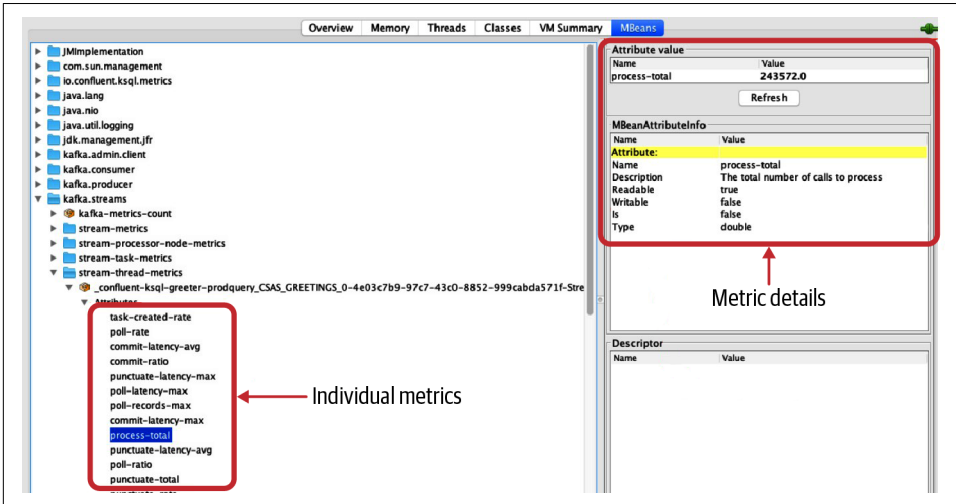 Overview Memory Threads Classes VM Summary MBeans
JMImplementation
com.sun.management
io.confluent.ksql.metrics
java.lang
java.nio
java.util.logging
jdk.management.jfr
kafka.admin.client
kafka.consumer
kafka.producer
kafka.streams
kafka-metrics-count
stream-metrics
stream-processor-node-metrics
stream-task-metrics
stream-thread-metrics
_confluent-ksql-greeter-prodquery_CSAS_GREETINGS_0-4e03c7b9-97c7-43c0-8852-999cabda571f-Stre
Attributes
task-created-rate
poll-rate
commit-latency-avg
commit-ratio
punctuate-latency-max
poll-latency-max
poll-records-max
commit-latency-max
process-total
punctuate-latency-avg
poll-ratio
punctuate-total
Individual metrics
Attribute value
Name Value
process-total 243572.0
Refresh
MBeanAttributeInfo
Name Value
Attribute:
Name process-total
Description The total number of calls to process
Readable true
Writable false
Is false
Type double
Metric details
Descriptor
Name Value